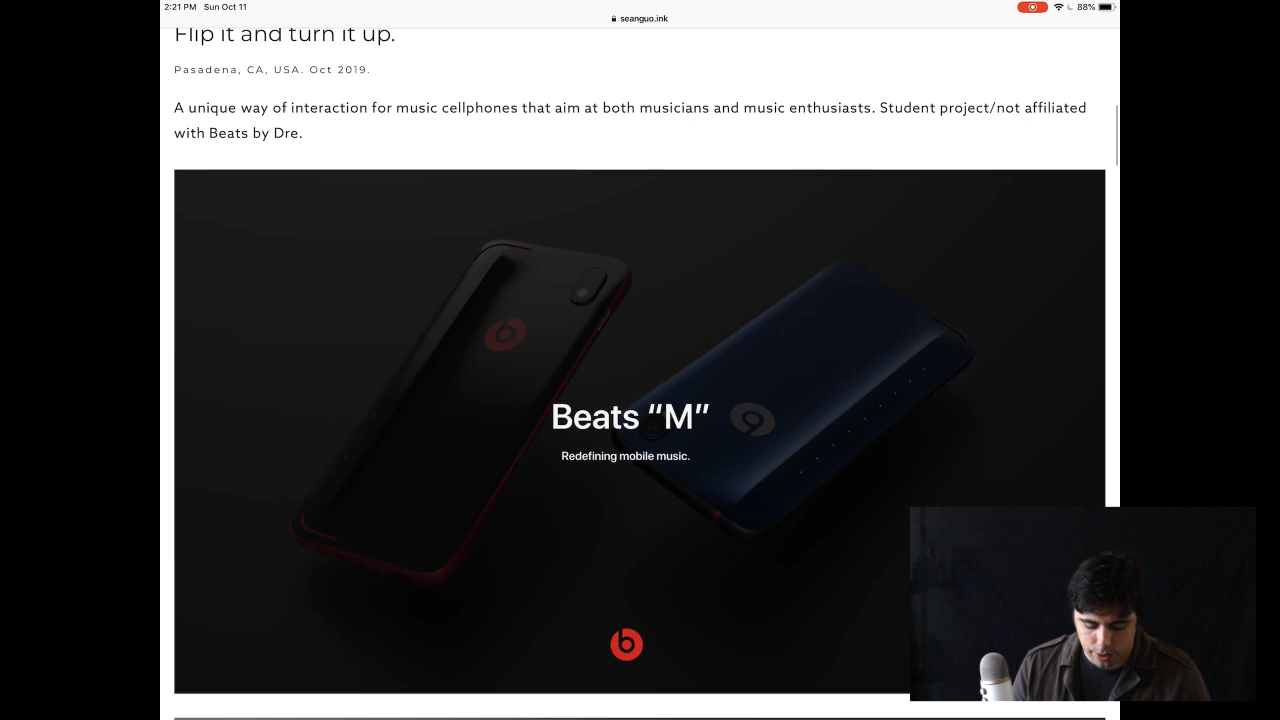 2:21 PM Sun Oct 11
88%
seanguo.ink
Flip it and turn it up.
Pasadena, CA, USA. Oct 2019.
A unique way of interaction for music cellphones that aim at both musicians and music enthusiasts. Student project/not affiliated
with Beats by Dre.
Beats “M”
Redefining mobile music.